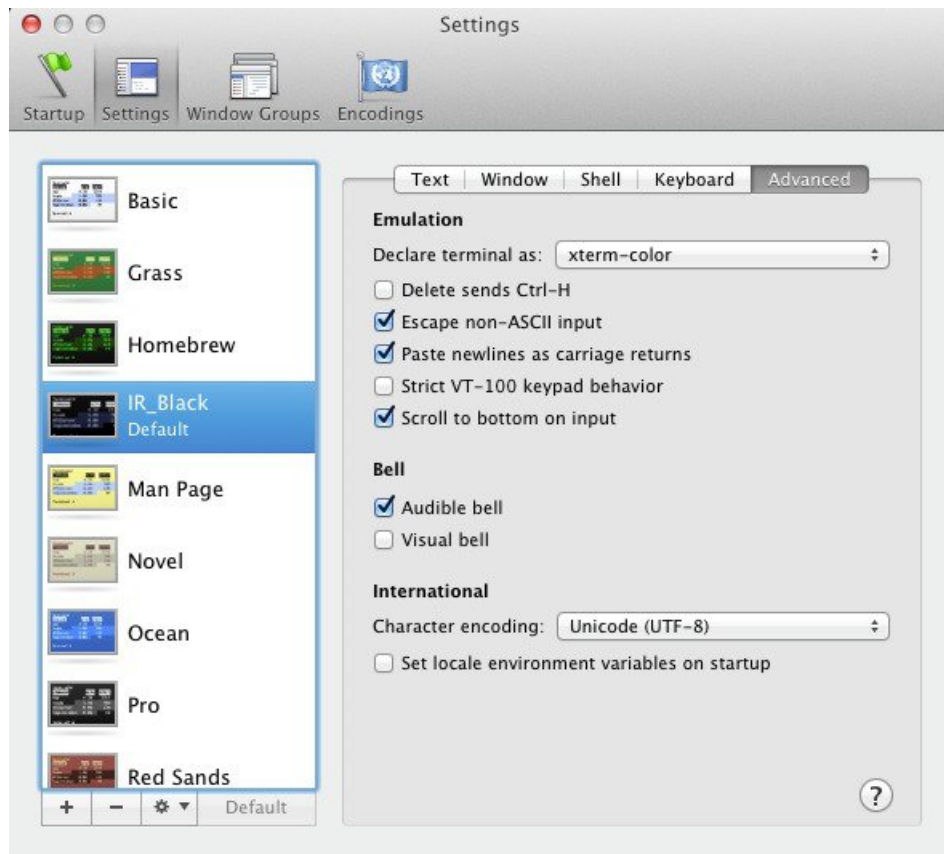 Settings
Startup Settings Window Groups Encodings
Basic
Grass
Homebrew
IR_Black
Default
Man Page
Novel
Ocean
Pro
Red Sands
+ − Default
Text Window Shell Keyboard Advanced
Emulation
Declare terminal as: xterm-color
Delete sends Ctrl-H
Escape non-ASCII input
Paste newlines as carriage returns
Strict VT-100 keypad behavior
Scroll to bottom on input
Bell
Audible bell
Visual bell
International
Character encoding: Unicode (UTF-8)
Set locale environment variables on startup
?